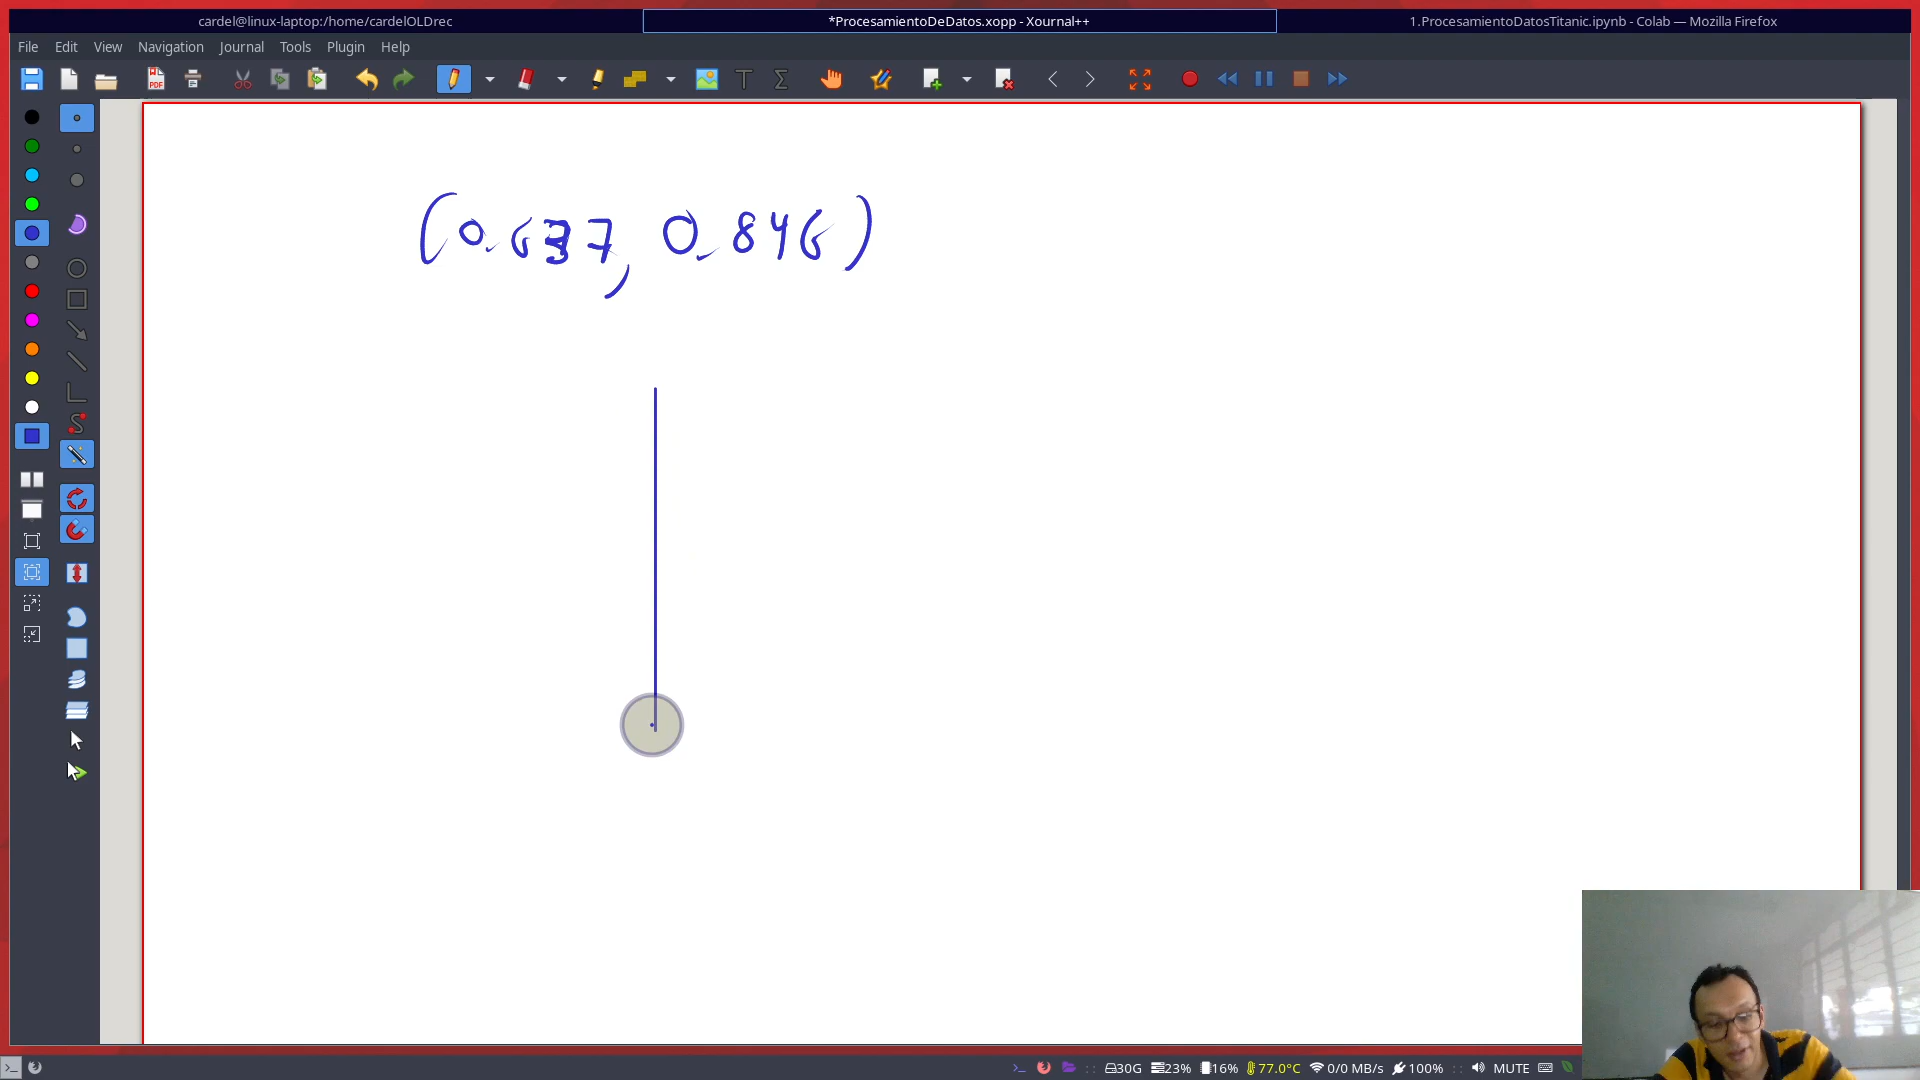 cardel@linux-laptop:/home/cardelOLDrec
*ProcesamientoDeDatos.xopp - Xournal++
1.ProcesamientoDatosTitanic.ipynb - Colab — Mozilla Firefox
File Edit View Navigation Journal Tools Plugin Help
(0.637, 0.846)
30G 23% 16% 77.0°C 0/0 MB/s 100% MUTE